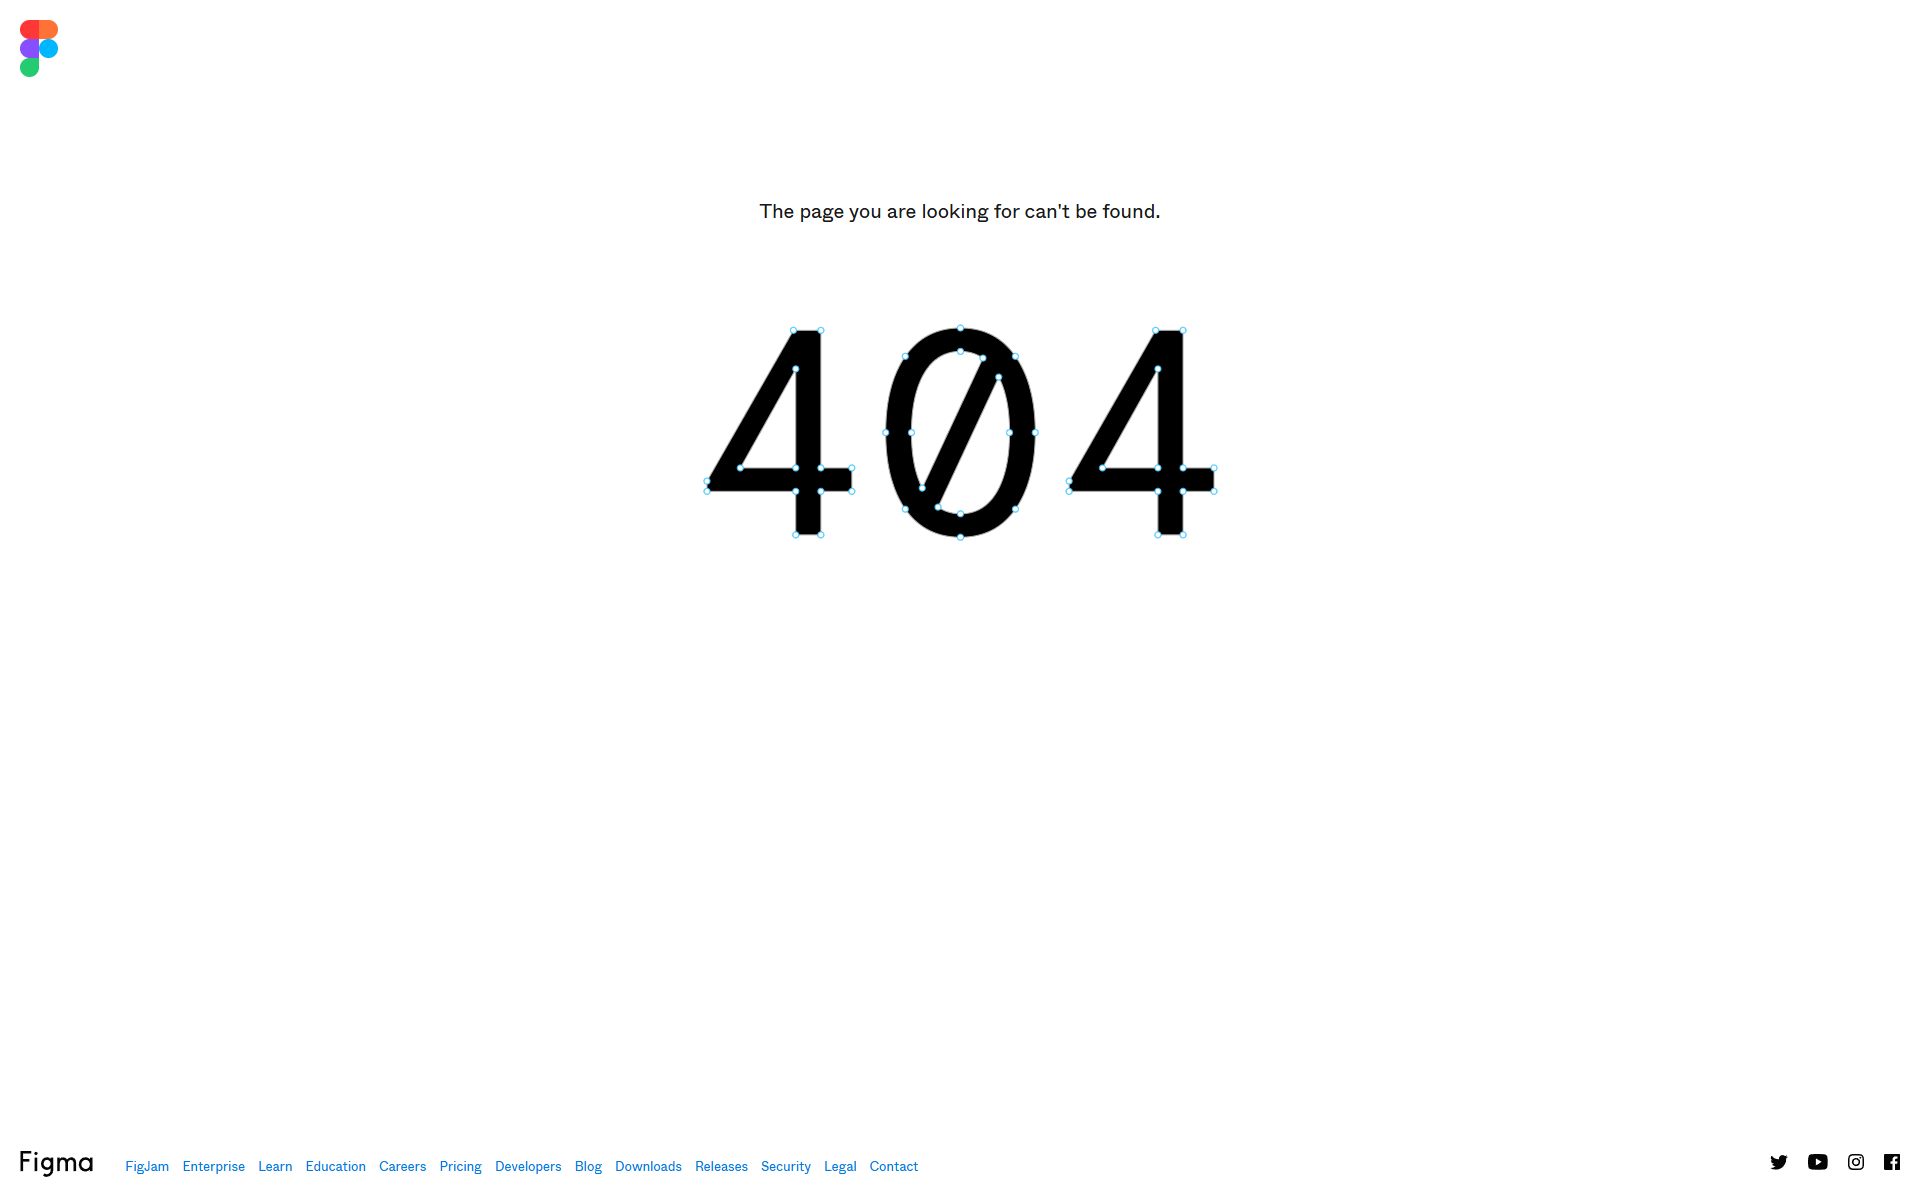 The page you are looking for can't be found.
404
Figma FigJam Enterprise Learn Education Careers Pricing Developers Blog Downloads Releases Security Legal Contact